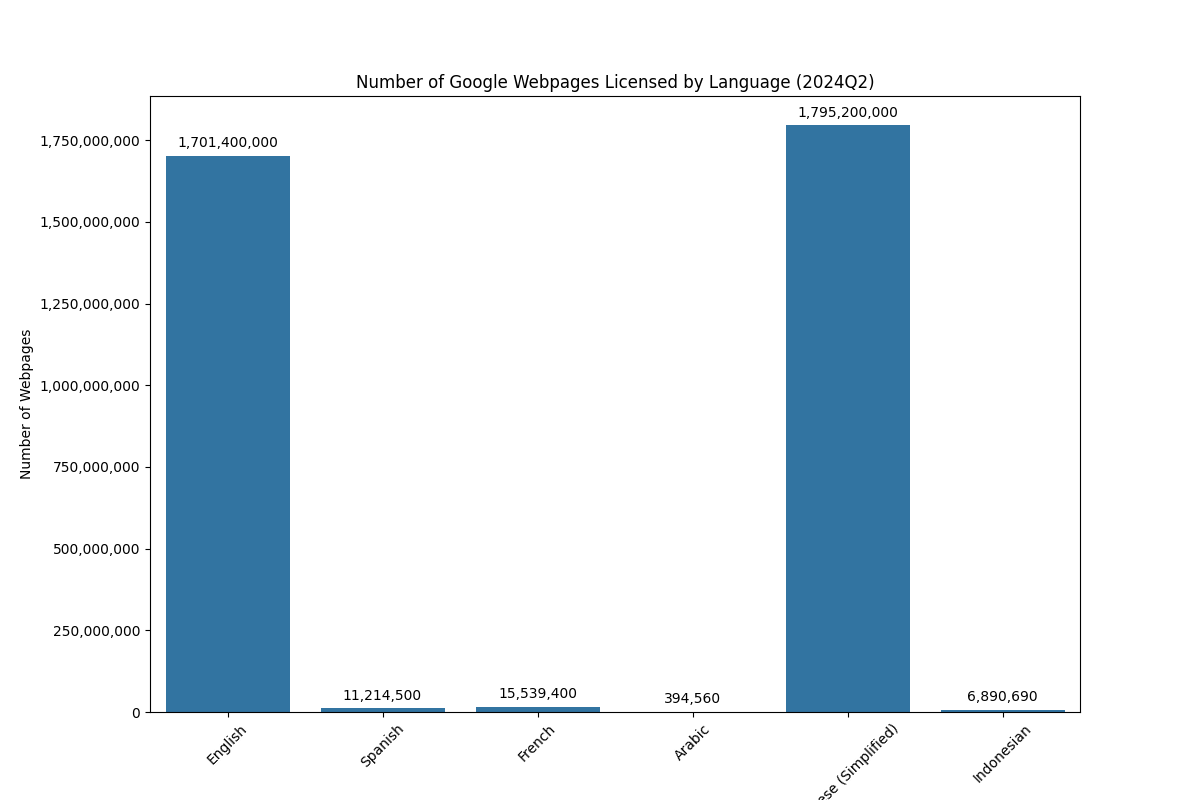 Number of Google Webpages Licensed by Language (2024Q2)
Number of Webpages
1,750,000,000
1,500,000,000
1,250,000,000
1,000,000,000
750,000,000
500,000,000
250,000,000
0
1,701,400,000
11,214,500
15,539,400
394,560
1,795,200,000
6,890,690
English
Spanish
French
Arabic
(Simplified)
Indonesian